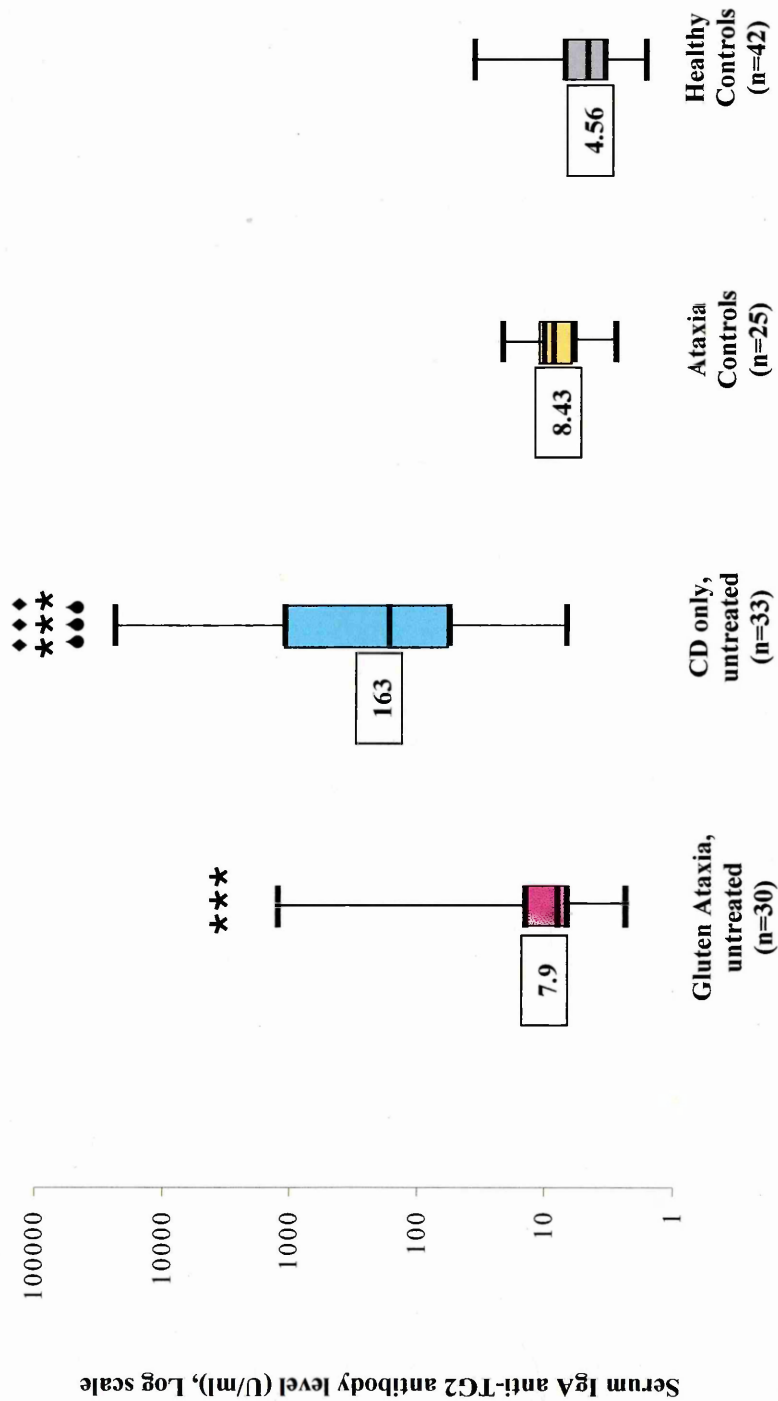 Serum IgA anti-TG2 antibody level (U/ml), Log scale
100000
10000
1000
100
10
1
***
7.9
Gluten Ataxia,
untreated
(n=30)
♦♦♦
***
163
CD only,
untreated
(n=33)
8.43
Ataxia
Controls
(n=25)
4.56
Healthy
Controls
(n=42)